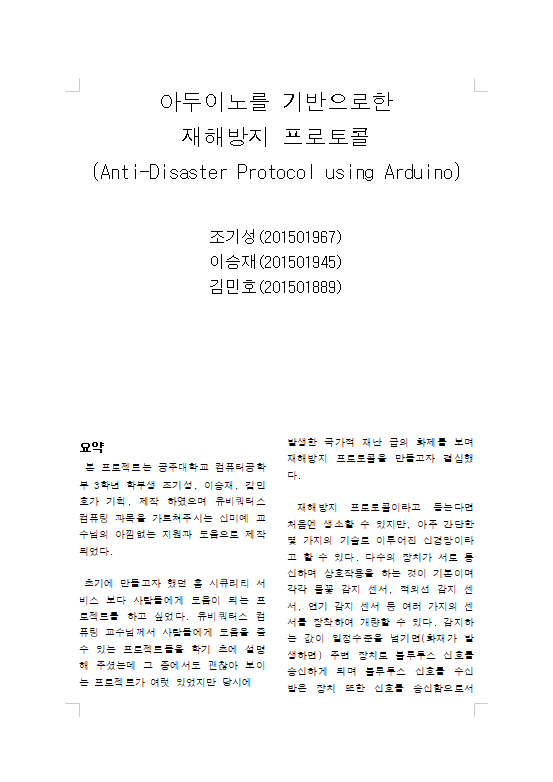 아두이노를 기반으로한
재해방지 프로토콜
(Anti-Disaster Protocol using Arduino)
조기성(201501967)
이승재(201501945)
김민호(201501889)
요약
본 프로젝트는 공주대학교 컴퓨터공학
부 3학년 학부생 조기성, 이승재, 김민
호가 기획, 제작 하였으며 유비쿼터스
컴퓨팅 과목을 가르쳐주시는 신미예 교
수님의 아낌없는 지원과 도움으로 제작
되었다.
초기에 만들고자 했던 홈 시큐리티 서
비스 보다 사람들에게 도움이 되는 프
로젝트를 하고 싶었다. 유비쿼터스 컴
퓨팅 교수님께서 사람들에게 도움을 줄
수 있는 프로젝트들을 학기 초에 설명
해 주셨는데 그 중에서도 괜찮아 보이
는 프로젝트가 여럿 있었지만 당시에
발생한 국가적 재난 급의 화제를 보며
재해방지 프로토콜을 만들고자 결심했
다.
재해방지 프로토콜이라고 듣는다면
처음엔 생소할 수 있지만, 아주 간단한
몇 가지의 기술로 이루어진 신경망이라
고 할 수 있다. 다수의 장치가 서로 통
신하며 상호작용을 하는 것이 기본이며
각각 불꽃 감지 센서, 적외선 감지 센
서, 연기 감지 센서 등 여러 가지의 센
서를 장착하여 개량할 수 있다. 감지하
는 값이 일정수준을 넘기면(화재가 발
생하면) 주변 장치로 블루투스 신호를
송신하게 되며 블루투스 신호를 수신
받은 장치 또한 신호를 송신함으로서